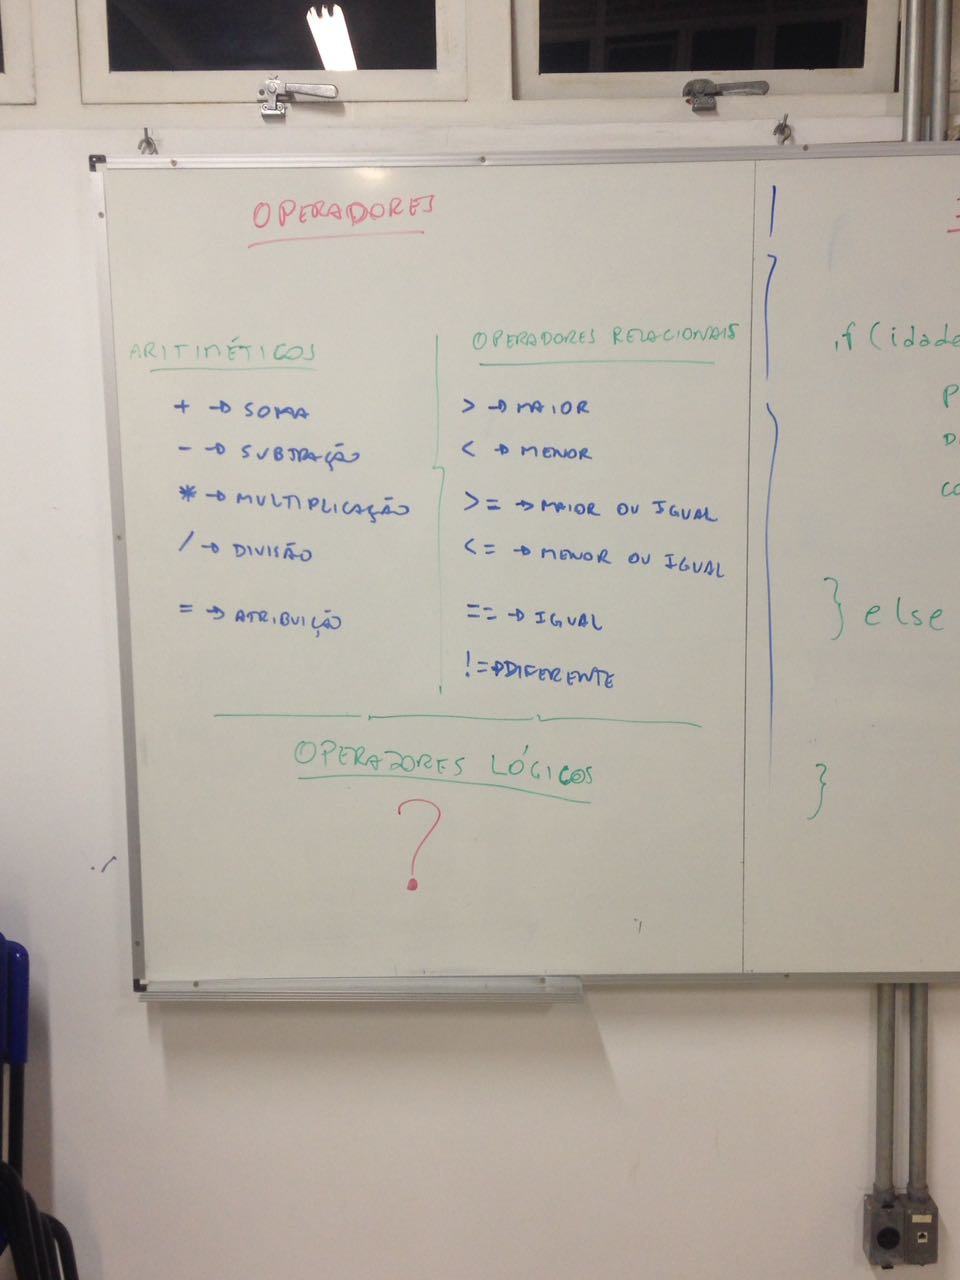 OPERADORES
ARITIMÉTICOS
+ → SOMA
- → SUBTRAÇÃO
* → MULTIPLICAÇÃO
/ → DIVISÃO
= → ATRIBUIÇÃO
OPERADORES RELACIONAIS
> → MAIOR
< → MENOR
>= → MAIOR OU IGUAL
<= → MENOR OU IGUAL
== → IGUAL
!= → DIFERENTE
OPERADORES LÓGICOS
?
if (idade
} else
}